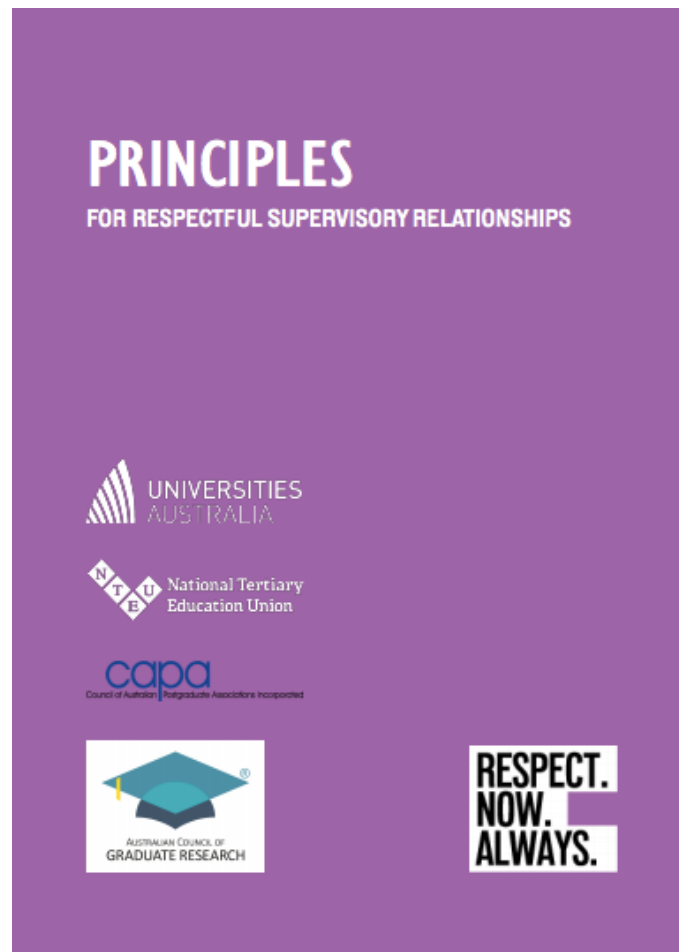 PRINCIPLES
FOR RESPECTFUL SUPERVISORY RELATIONSHIPS
UNIVERSITIES
AUSTRALIA
N
T
E
U
National Tertiary
Education Union
capa
Council of Australian Postgraduate Associations Incorporated
®
AUSTRALIAN COUNCIL OF
GRADUATE RESEARCH
RESPECT.
NOW.
ALWAYS.